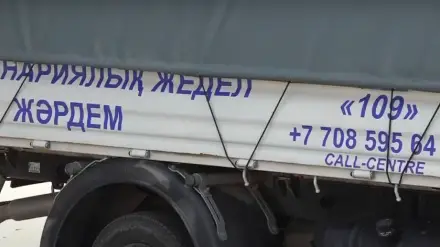 НАРИЯЛЫҚ ЖЕДЕЛ
ЖӘРДЕМ
«109»
+7 708 595 64
CALL-CENTRE